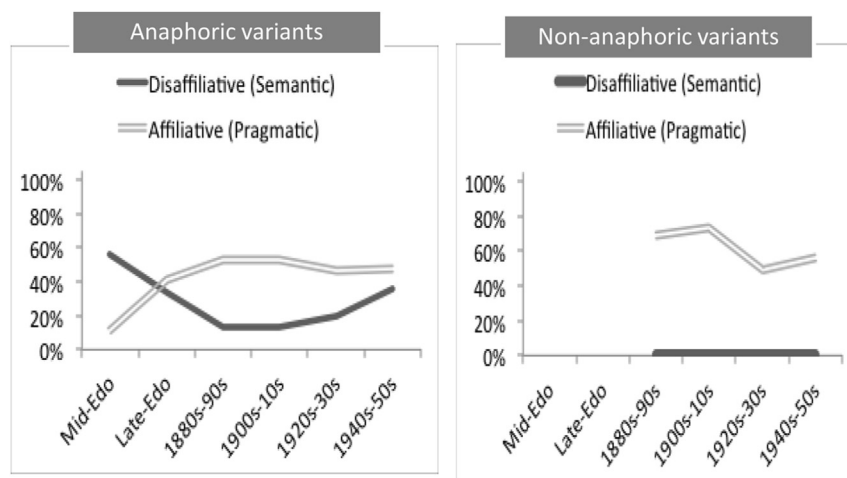 Anaphoric variants
Disaffiliative (Semantic)
Affiliative (Pragmatic)
100%
80%
60%
40%
20%
0%
Mid-Edo
Late-Edo
1880s-90s
1900s-10s
1920s-30s
1940s-50s
Non-anaphoric variants
Disaffiliative (Semantic)
Affiliative (Pragmatic)
100%
80%
60%
40%
20%
0%
Mid-Edo
Late-Edo
1880s-90s
1900s-10s
1920s-30s
1940s-50s